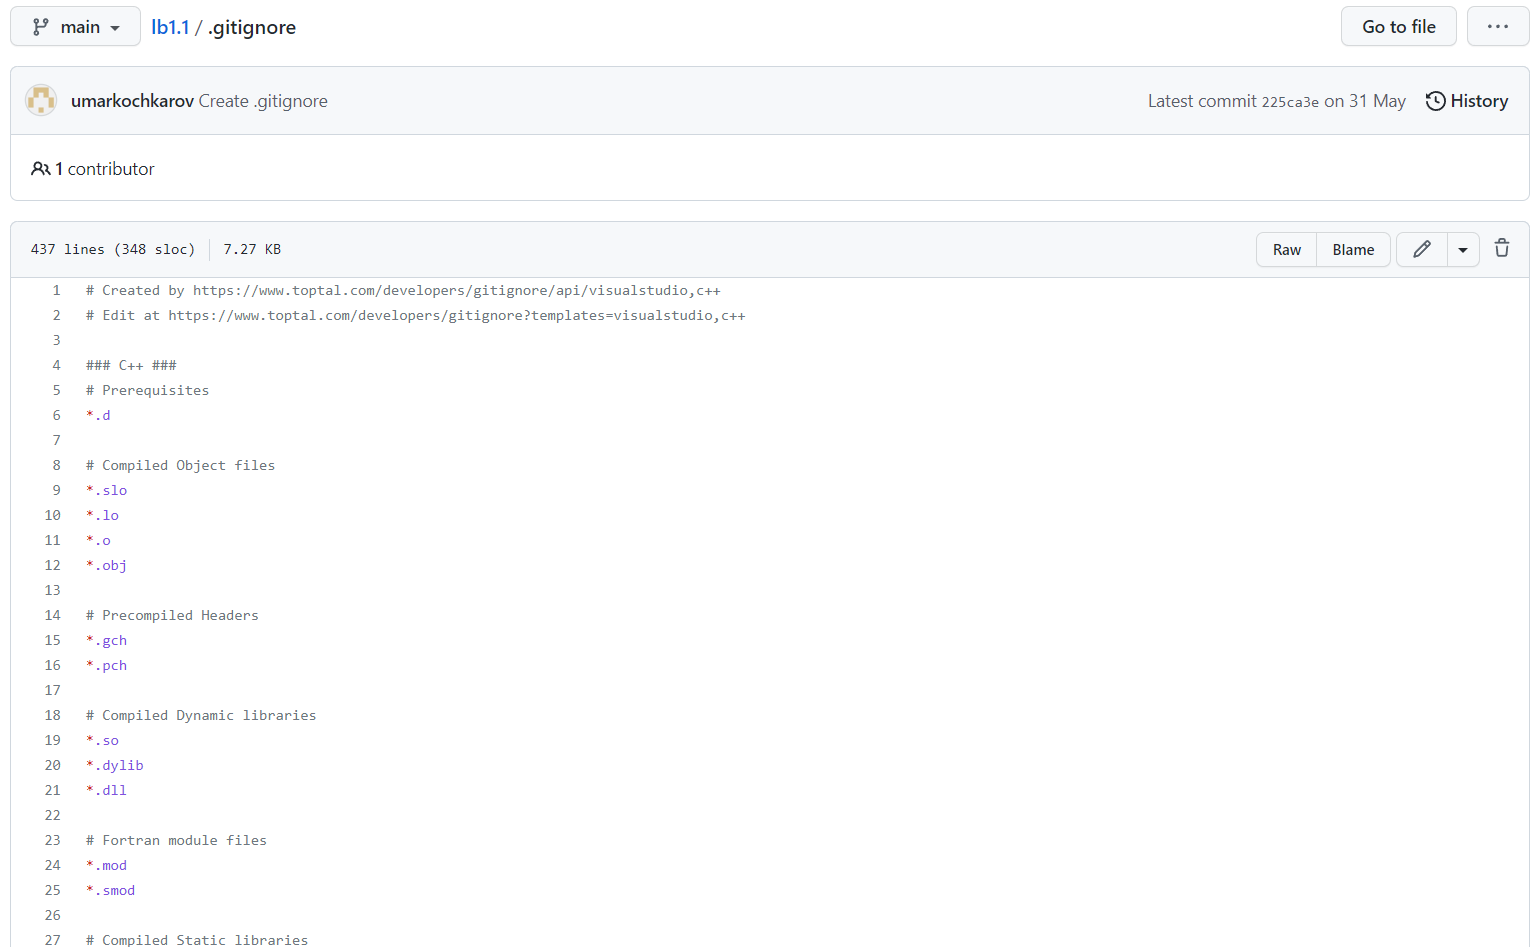 main
lb1.1 / .gitignore
Go to file
...
umarkochkarov Create .gitignore
Latest commit 225ca3e on 31 May
History
1 contributor
437 lines (348 sloc) 7.27 KB
Raw
Blame
1 # Created by https://www.toptal.com/developers/gitignore/api/visualstudio,c++
2 # Edit at https://www.toptal.com/developers/gitignore?templates=visualstudio,c++
3
4 ### C++ ###
5 # Prerequisites
6 *.d
7
8 # Compiled Object files
9 *.slo
10 *.lo
11 *.o
12 *.obj
13
14 # Precompiled Headers
15 *.gch
16 *.pch
17
18 # Compiled Dynamic libraries
19 *.so
20 *.dylib
21 *.dll
22
23 # Fortran module files
24 *.mod
25 *.smod
26
27 # Compiled Static libraries